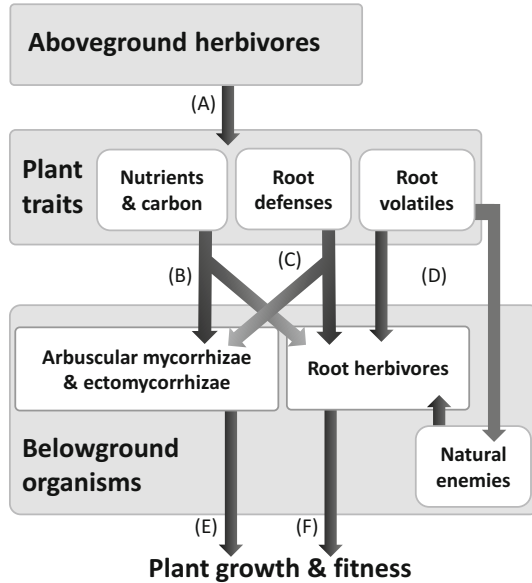 Aboveground herbivores
(A)
Plant
traits
Nutrients
& carbon
Root
defenses
Root
volatiles
(B)
(C)
(D)
Arbuscular mycorrhizae
& ectomycorrhizae
Root herbivores
Belowground
organisms
Natural
enemies
(E)
(F)
Plant growth & fitness